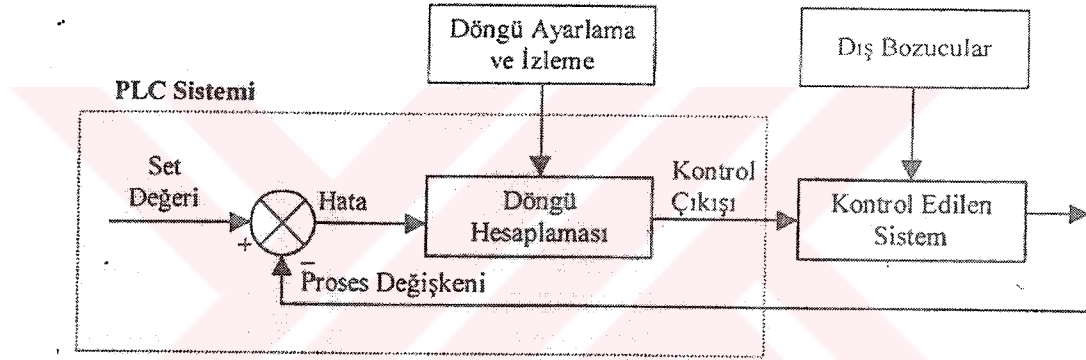 Döngü Ayarlama
ve İzleme
Dış Bozucular
PLC Sistemi
Set
Değeri
Hata
Döngü
Hesaplaması
Kontrol
Çıkışı
Kontrol Edilen
Sistem
+
–
Proses Değişkeni